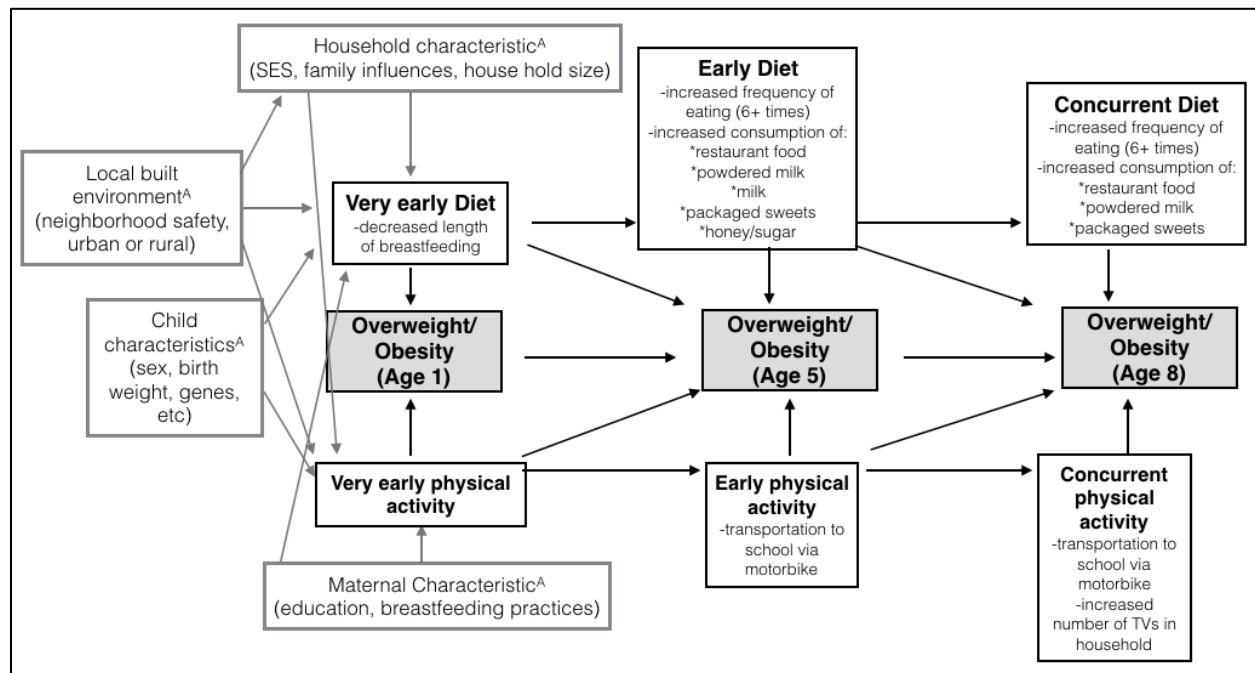 Household characteristicᴬ
(SES, family influences, house hold size)
Local built
environmentᴬ
(neighborhood safety,
urban or rural)
Child
characteristicsᴬ
(sex, birth
weight, genes,
etc)
Very early Diet
-decreased length
of breastfeeding
Overweight/
Obesity
(Age 1)
Very early physical
activity
Maternal Characteristicᴬ
(education, breastfeeding practices)
Early Diet
-increased frequency of
eating (6+ times)
-increased consumption of:
*restaurant food
*powdered milk
*milk
*packaged sweets
*honey/sugar
Overweight/
Obesity
(Age 5)
Early physical
activity
-transportation to
school via
motorbike
Concurrent Diet
-increased frequency of
eating (6+ times)
-increased consumption of:
*restaurant food
*powdered milk
*packaged sweets
Overweight/
Obesity
(Age 8)
Concurrent
physical
activity
-transportation to
school via
motorbike
-increased
number of TVs in
household